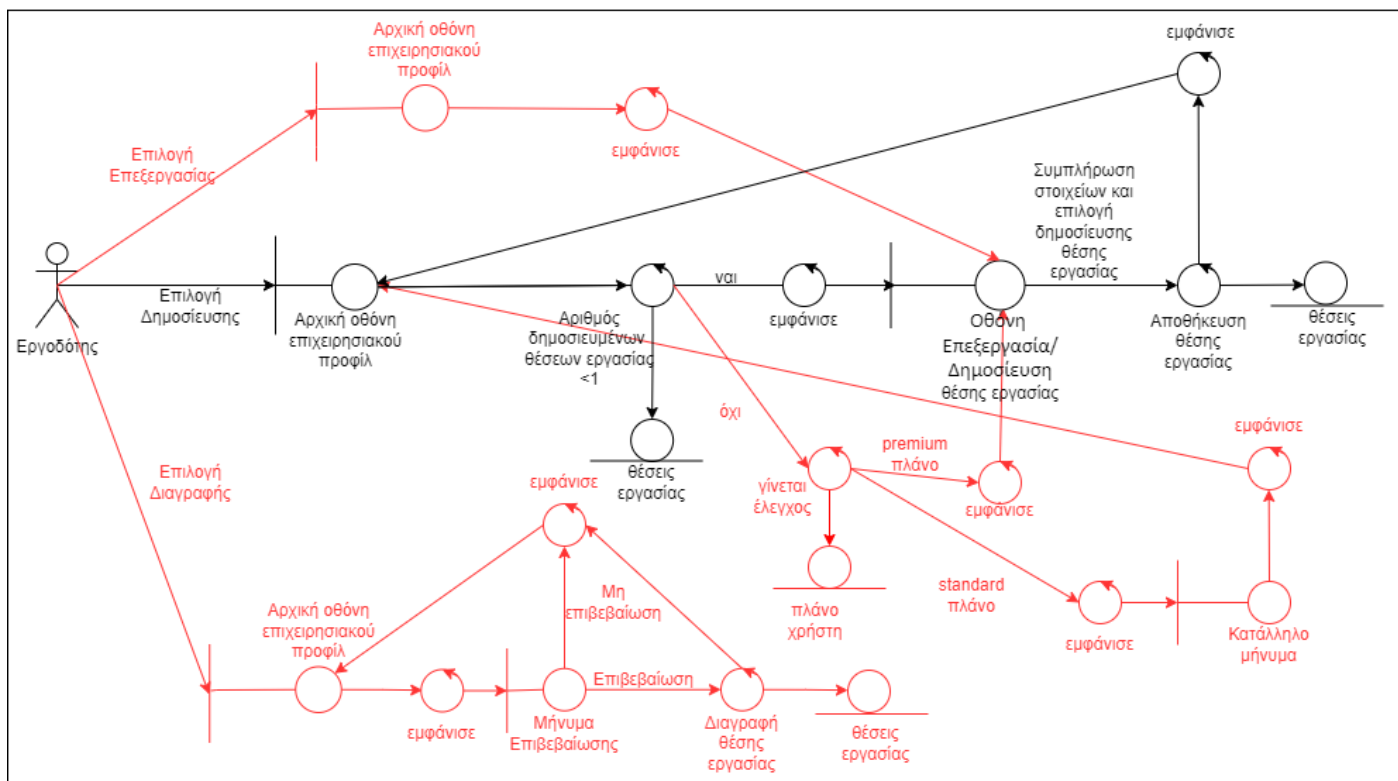 Αρχική οθόνη
επιχειρησιακού
προφίλ
εμφάνισε
εμφάνισε
Επιλογή
Επεξεργασίας
Συμπλήρωση
στοιχείων και
επιλογή
δημοσίευσης
θέσης
εργασίας
Εργοδότης
Επιλογή
Δημοσίευσης
Αρχική οθόνη
επιχειρησιακού
προφίλ
Αριθμός
δημοσιευμένων
θέσεων εργασίας
<1
ναι
εμφάνισε
Οθόνη
Επεξεργασία/
Δημοσίευση
θέσης εργασίας
Αποθήκευση
θέσης
εργασίας
θέσεις
εργασίας
όχι
θέσεις
εργασίας
γίνεται
έλεγχος
premium
πλάνο
εμφάνισε
εμφάνισε
πλάνο
χρήστη
standard
πλάνο
εμφάνισε
Κατάλληλο
μήνυμα
Επιλογή
Διαγραφής
εμφάνισε
Μη
επιβεβαίωση
Αρχική οθόνη
επιχειρησιακού
προφίλ
εμφάνισε
Μήνυμα
Επιβεβαίωσης
Επιβεβαίωση
Διαγραφή
θέσης
εργασίας
θέσεις
εργασίας